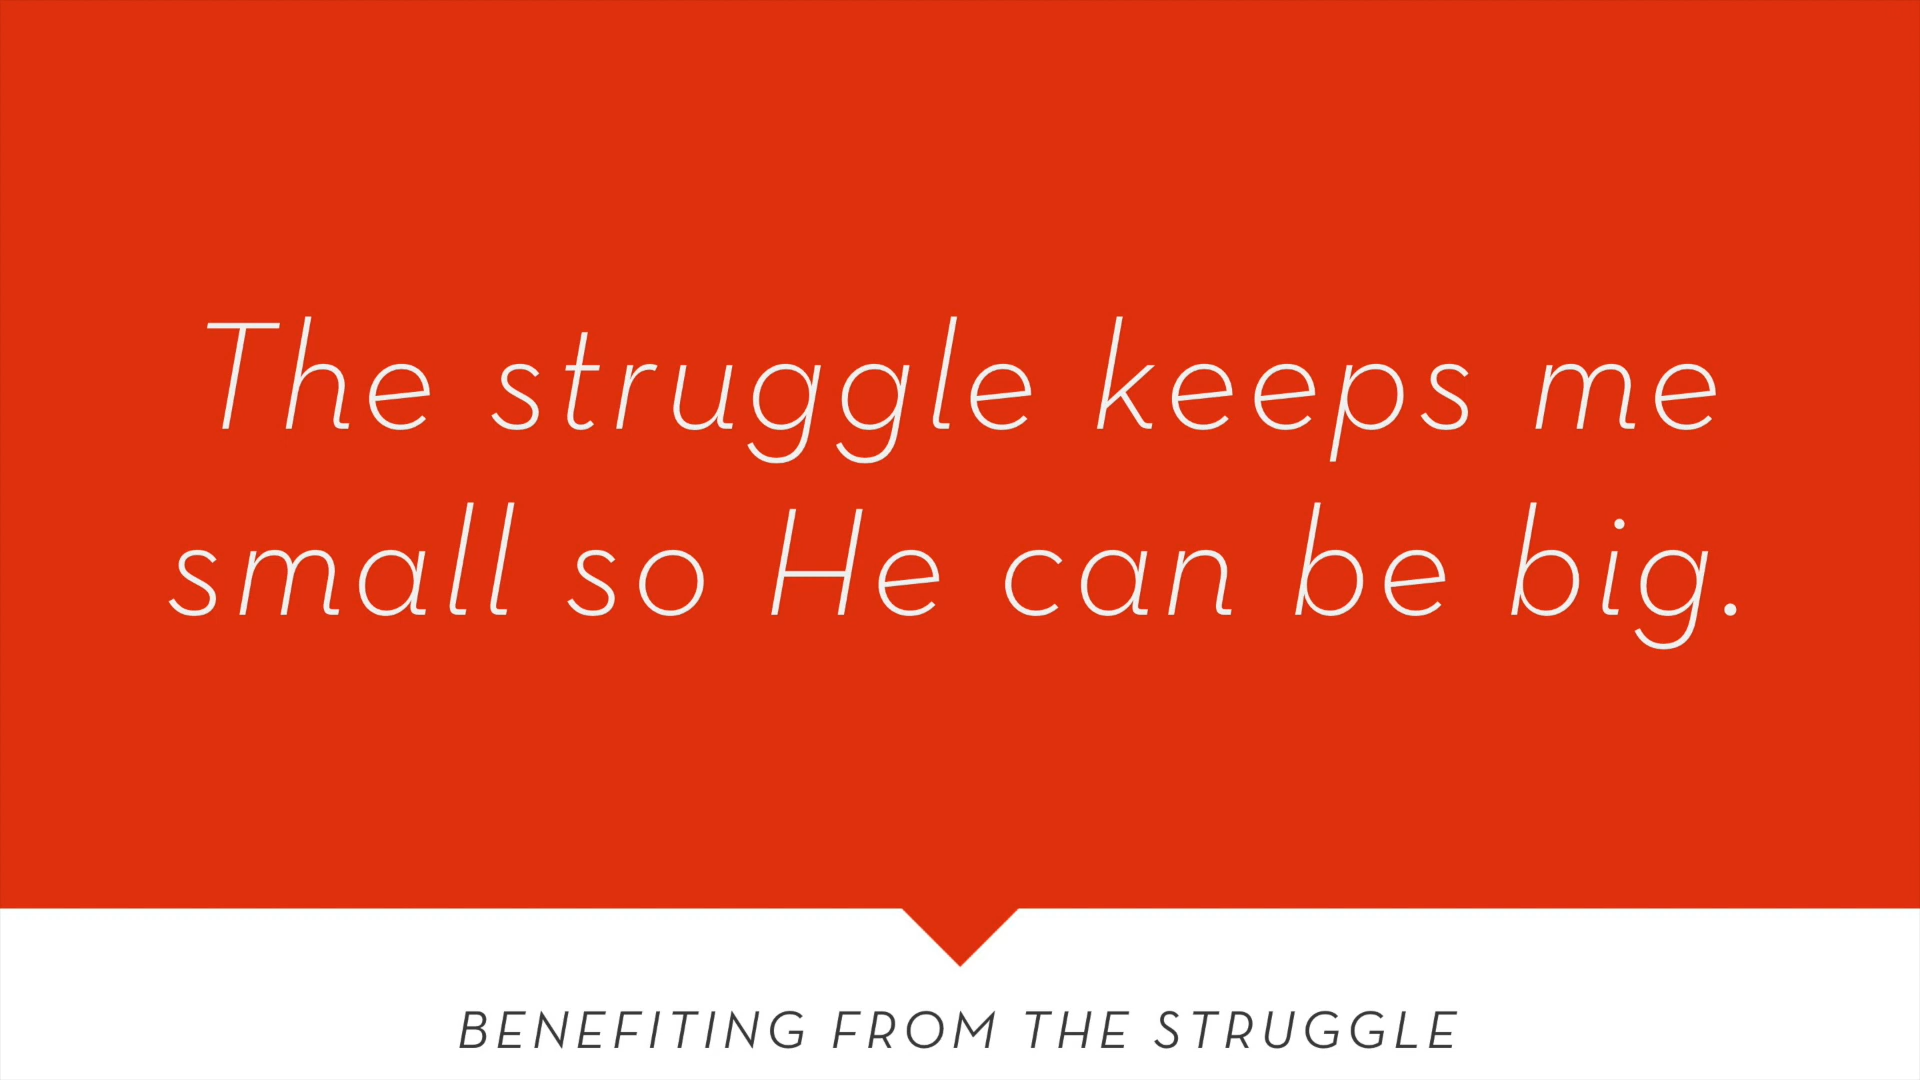 The struggle keeps me
small so He can be big.
BENEFITING FROM THE STRUGGLE